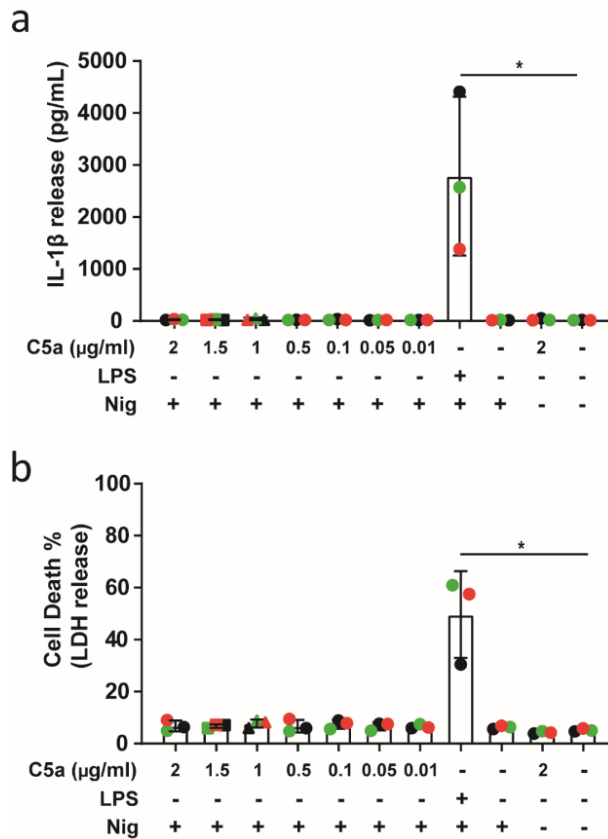 a
IL-1β release (pg/mL)
5000
4000
3000
2000
1000
0
*
C5a (µg/ml) 2 1.5 1 0.5 0.1 0.05 0.01 - - 2 -
LPS - - - - - - - + - - -
Nig + + + + + + + + + - -
b
Cell Death %
(LDH release)
100
80
60
40
20
0
*
C5a (µg/ml) 2 1.5 1 0.5 0.1 0.05 0.01 - - 2 -
LPS - - - - - - - + - - -
Nig + + + + + + + + + - -